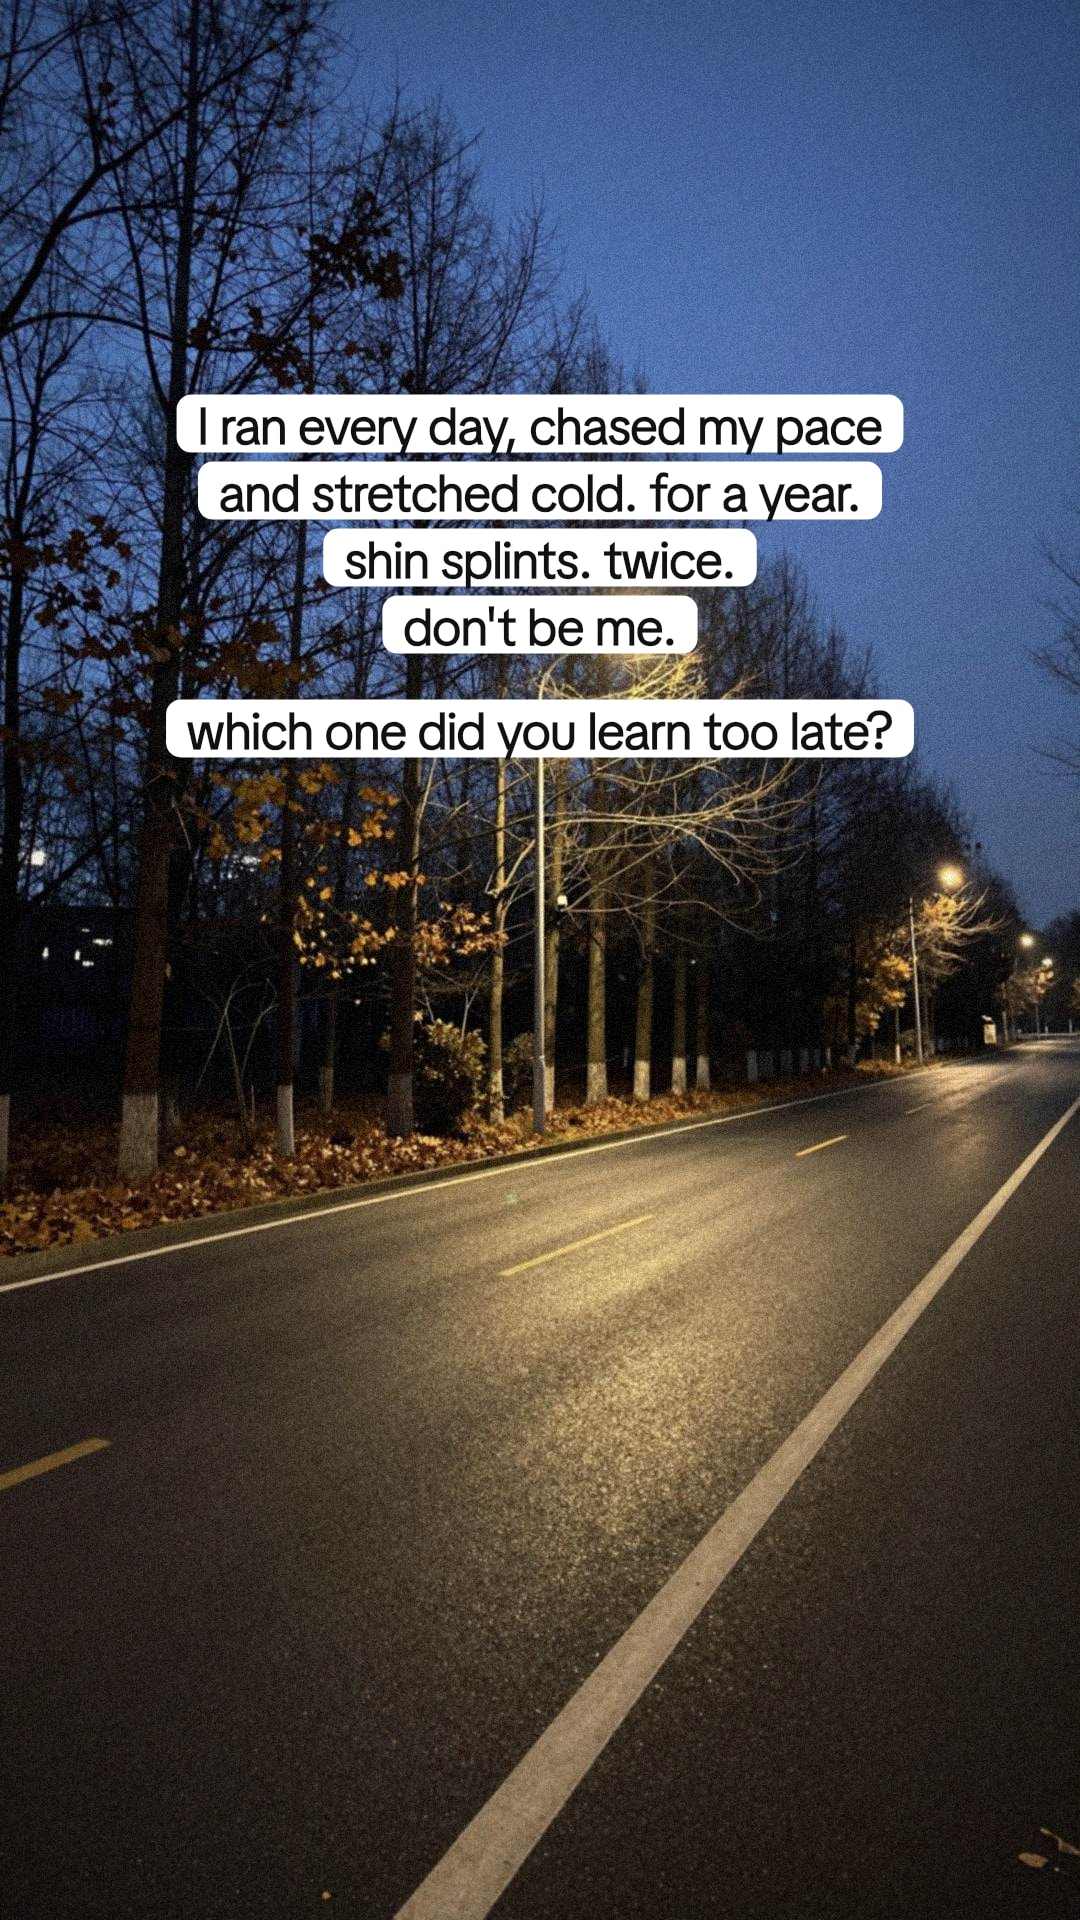 I ran every day, chased my pace
and stretched cold. for a year.
shin splints. twice.
don't be me.
which one did you learn too late?